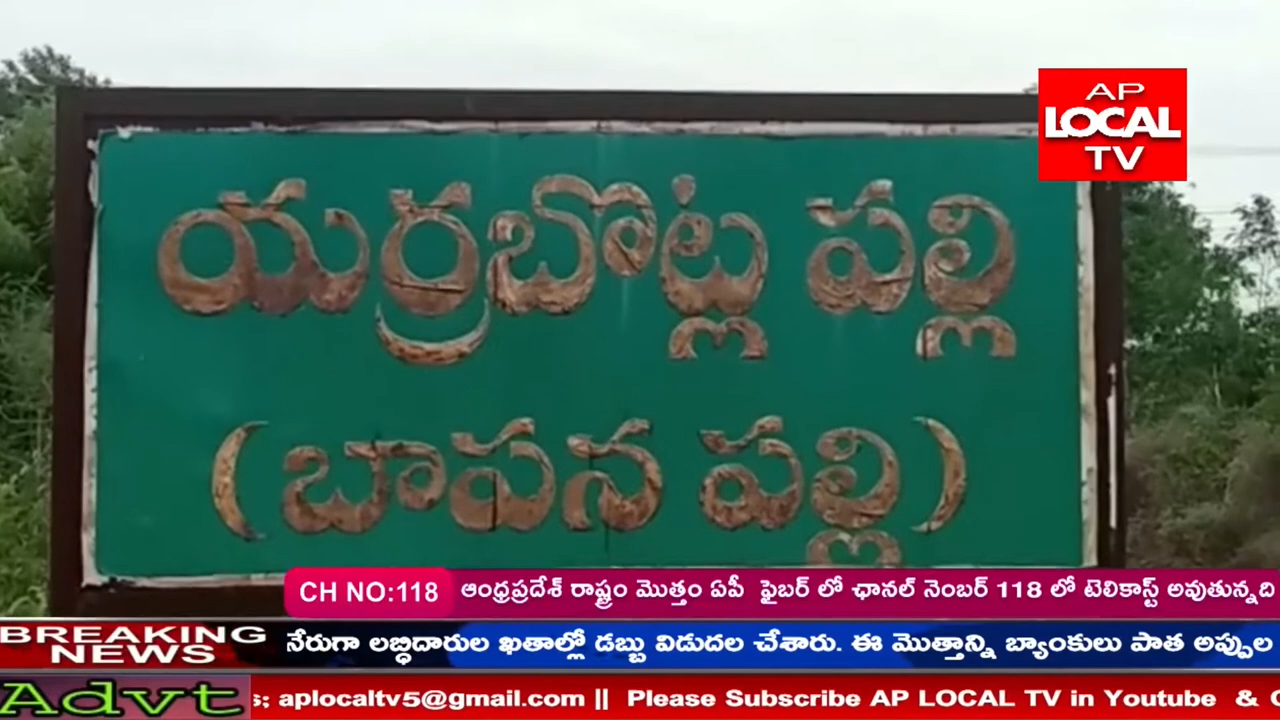 AP
LOCAL
TV
యర్రబొట్ల పల్లి
(బాపన పల్లి)
CH NO:118 ఆంధ్రప్రదేశ్ రాష్ట్రం మొత్తం ఏపీ ఫైబర్ లో ఛానల్ నెంబర్ 118 లో టెలికాస్ట్ అవుతున్నది
BREAKING
NEWS
నేరుగా లబ్ధిదారుల ఖతాల్లో డబ్బు విడుదల చేశారు. ఈ మొత్తాన్ని బ్యాంకులు పాత అప్పుల
Advt
s; aplocaltv5@gmail.com || Please Subscribe AP LOCAL TV in Youtube &